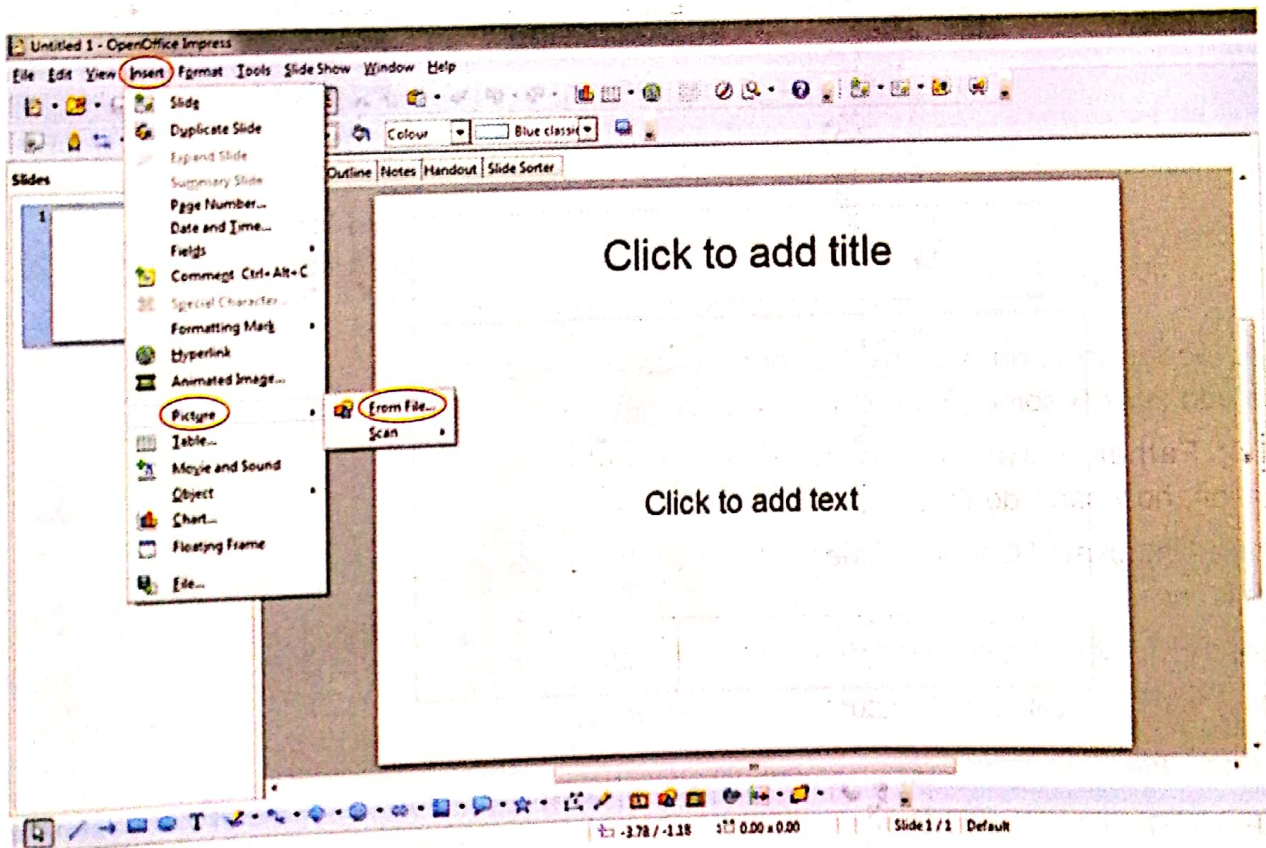 Untitled 1 - OpenOffice Impress
File Edit View Insert Format Tools Slide Show Window Help
Colour Blue classic
Slides
Outline Notes Handout Slide Sorter
Slide
Duplicate Slide
Expand Slide
Summary Slide
Page Number...
Date and Time...
Fields
Comment Ctrl+Alt+C
Special Character...
Formatting Mark
Hyperlink
Animated Image...
Picture
From File...
Scan
Table...
Movie and Sound
Object
Chart...
Floating Frame
File...
1
Click to add title
Click to add text
-3.78 / -1.18 0.00 x 0.00 Slide 1 / 1 Default